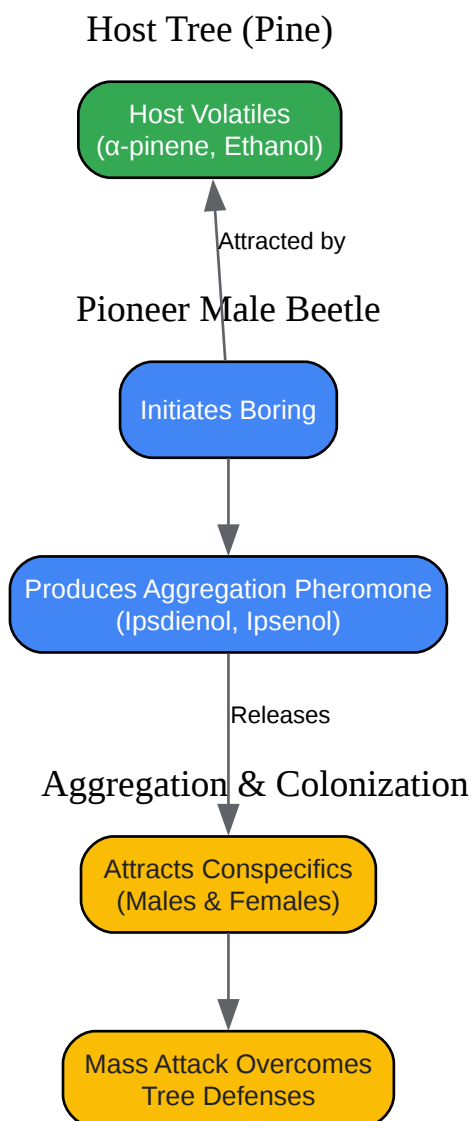 Host Tree (Pine)
Host Volatiles
(α-pinene, Ethanol)
Attracted by
Pioneer Male Beetle
Initiates Boring
Produces Aggregation Pheromone
(Ipsdienol, Ipsenol)
Releases
Aggregation & Colonization
Attracts Conspecifics
(Males & Females)
Mass Attack Overcomes
Tree Defenses